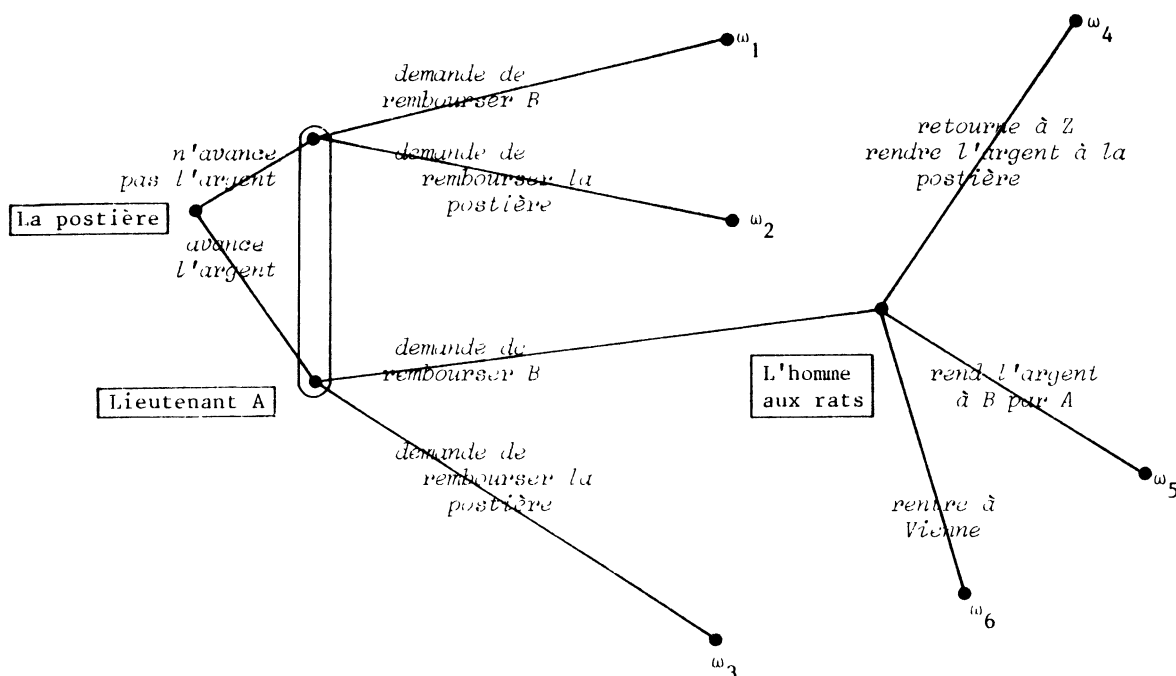 ω1
ω4
demande de
rembourser B
n'avance
pas l'argent
demande de
rembourser la
postière
retourne à Z
rendre l'argent à la
postière
La postière
ω2
avance
l'argent
demande de
rembourser B
Lieutenant A
L'homme
aux rats
rend l'argent
à B par A
demande de
rembourser la
postière
ω5
rentre à
Vienne
ω6
ω3